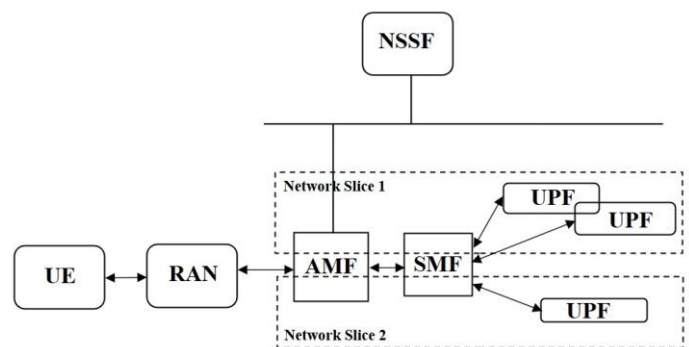 NSSF
Network Slice 1
UPF
UPF
UE
RAN
AMF
SMF
UPF
Network Slice 2